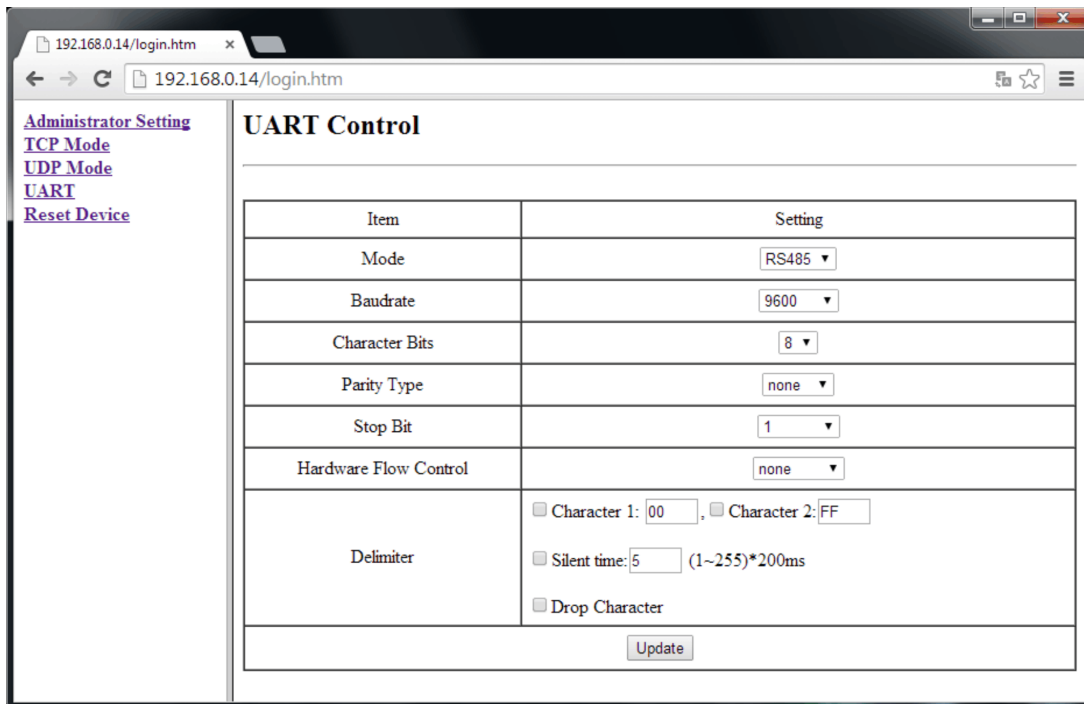 192.168.0.14/login.htm
192.168.0.14/login.htm
Administrator Setting
TCP Mode
UDP Mode
UART
Reset Device
UART Control
Item Setting
Mode RS485
Baudrate 9600
Character Bits 8
Parity Type none
Stop Bit 1
Hardware Flow Control none
Delimiter
Character 1: 00 , Character 2: FF
Silent time: 5 (1~255)*200ms
Drop Character
Update